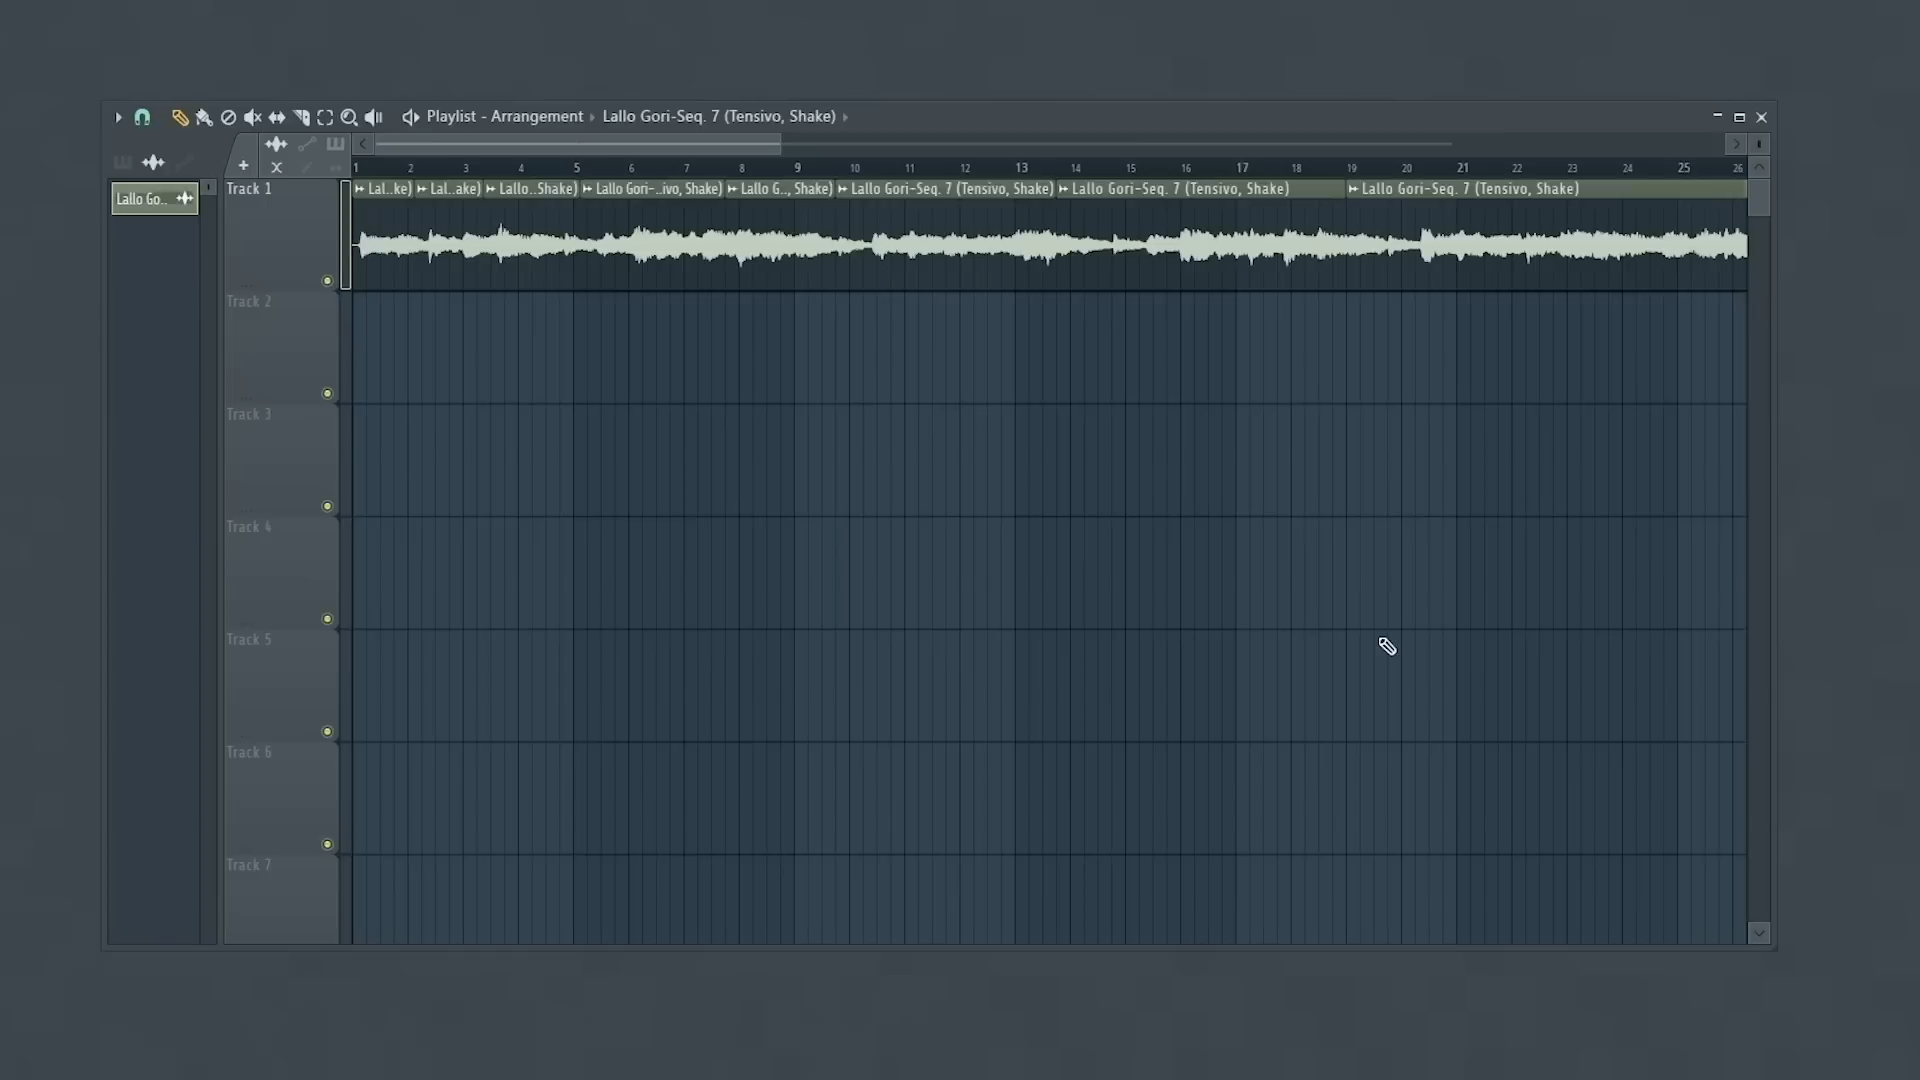 Playlist - Arrangement ▸ Lallo Gori-Seq. 7 (Tensivo, Shake) ▸
1 2 3 4 5 6 7 8 9 10 11 12 13 14 15 16 17 18 19 20 21 22 23 24 25 26
Lallo Go..
Track 1
Lal..ke) Lal..ake) Lallo..Shake) Lallo Gori-..ivo, Shake) Lallo G.., Shake) Lallo Gori-Seq. 7 (Tensivo, Shake) Lallo Gori-Seq. 7 (Tensivo, Shake) Lallo Gori-Seq. 7 (Tensivo, Shake)
Track 2
Track 3
Track 4
Track 5
Track 6
Track 7